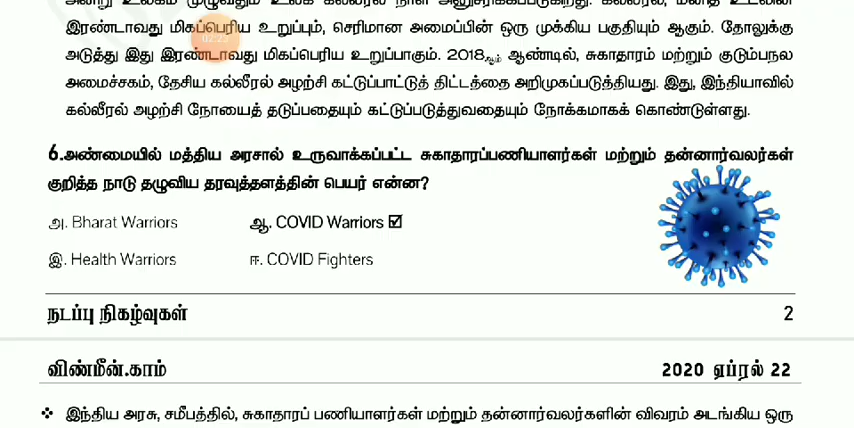 இரண்டாவது மிகப்பெரிய உறுப்பும், செரிமான அமைப்பின் ஒரு முக்கிய பகுதியும் ஆகும். தோலுக்கு
02:23
அடுத்து இது இரண்டாவது மிகப்பெரிய உறுப்பாகும். 2018ஆம் ஆண்டில், சுகாதாரம் மற்றும் குடும்பநல
அமைச்சகம், தேசிய கல்லீரல் அழற்சி கட்டுப்பாட்டுத் திட்டத்தை அறிமுகப்படுத்தியது. இது, இந்தியாவில்
கல்லீரல் அழற்சி நோயைத் தடுப்பதையும் கட்டுப்படுத்துவதையும் நோக்கமாகக் கொண்டுள்ளது.
6.அண்மையில் மத்திய அரசால் உருவாக்கப்பட்ட சுகாதாரப்பணியாளர்கள் மற்றும் தன்னார்வலர்கள்
குறித்த நாடு தழுவிய தரவுத்தளத்தின் பெயர் என்ன?
அ. Bharat Warriors ஆ. COVID Warriors ☑
இ. Health Warriors ஈ. COVID Fighters
நடப்பு நிகழ்வுகள் 2
விண்மீன்.காம் 2020 ஏப்ரல் 22
❖ இந்திய அரசு, சமீபத்தில், சுகாதாரப் பணியாளர்கள் மற்றும் தன்னார்வலர்களின் விவரம் அடங்கிய ஒரு